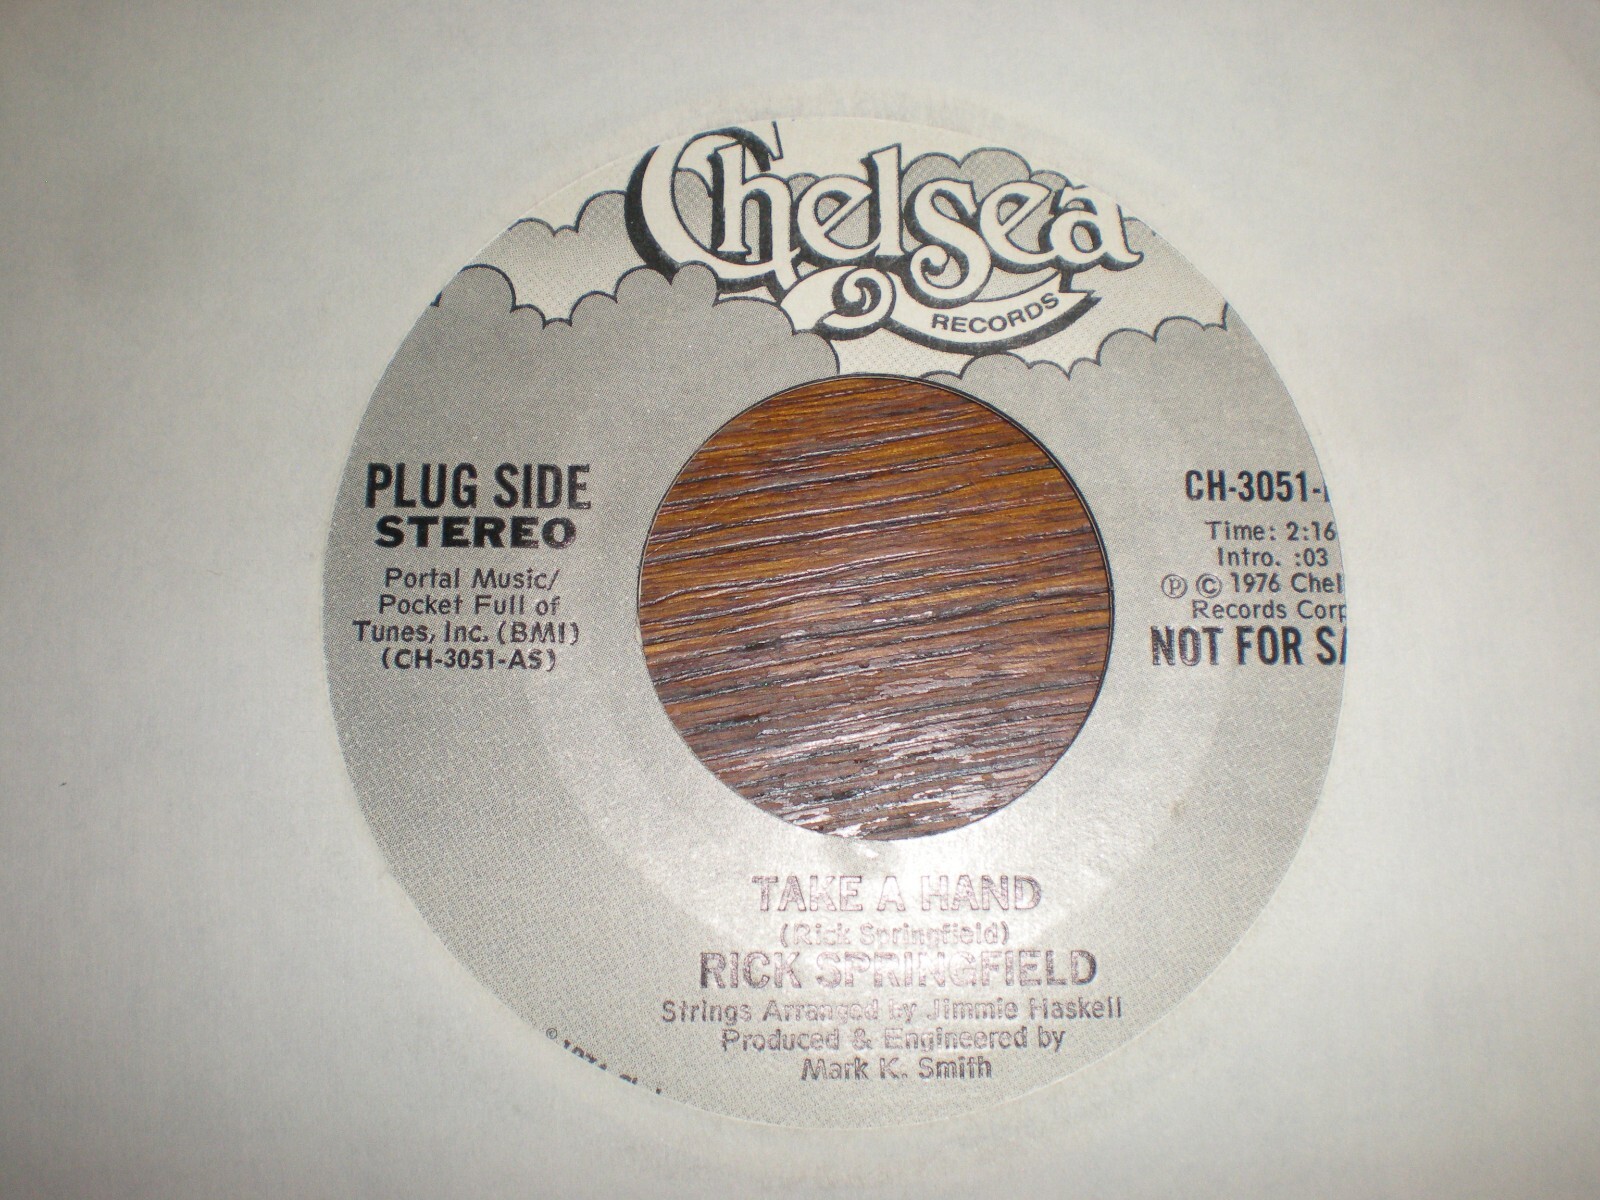 Chelsea
RECORDS
PLUG SIDE
STEREO
Portal Music/
Pocket Full of
Tunes, Inc. (BMI)
(CH-3051-AS)
CH-3051-
Time: 2:16
Intro. :03
Ⓟ © 1976 Chel
Records Corp
NOT FOR SA
TAKE A HAND
(Rick Springfield)
RICK SPRINGFIELD
Strings Arranged by Jimmie Haskell
Produced & Engineered by
Mark K. Smith
©